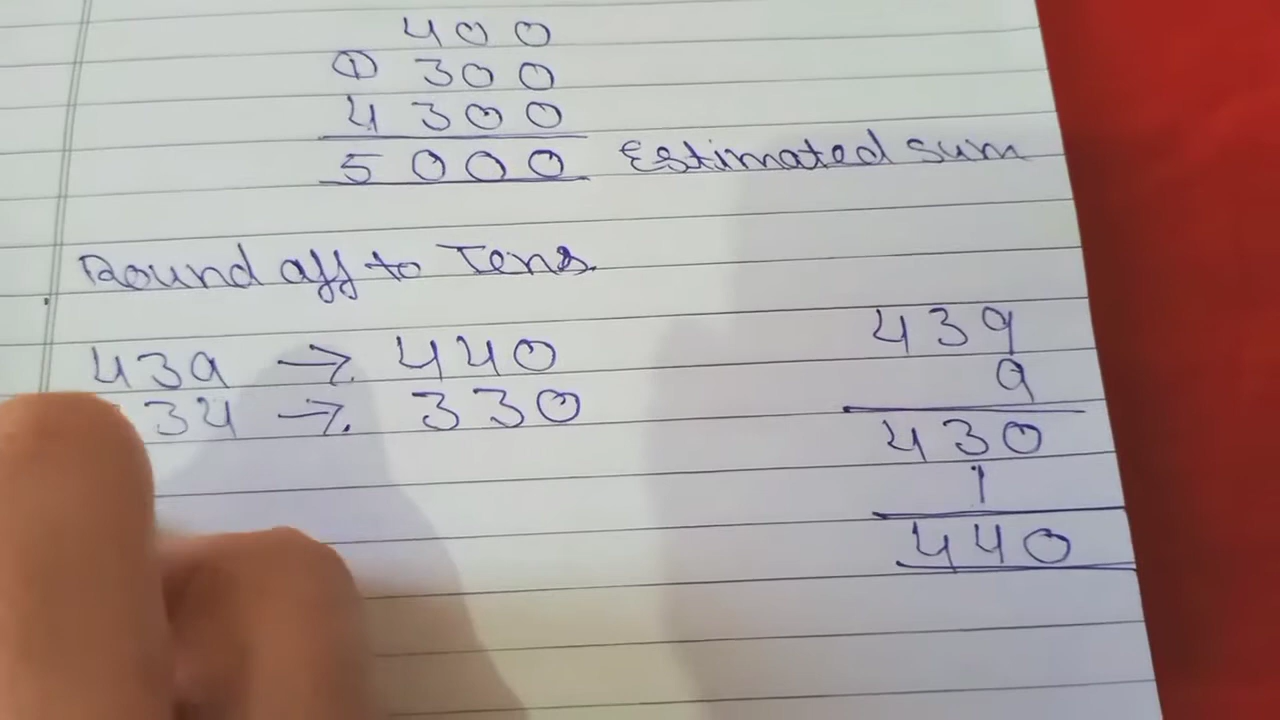 400
① 300
4300
5000 Estimated sum
Round off to Tens.
439 → 440
34 → 330
439
9
430
1
440